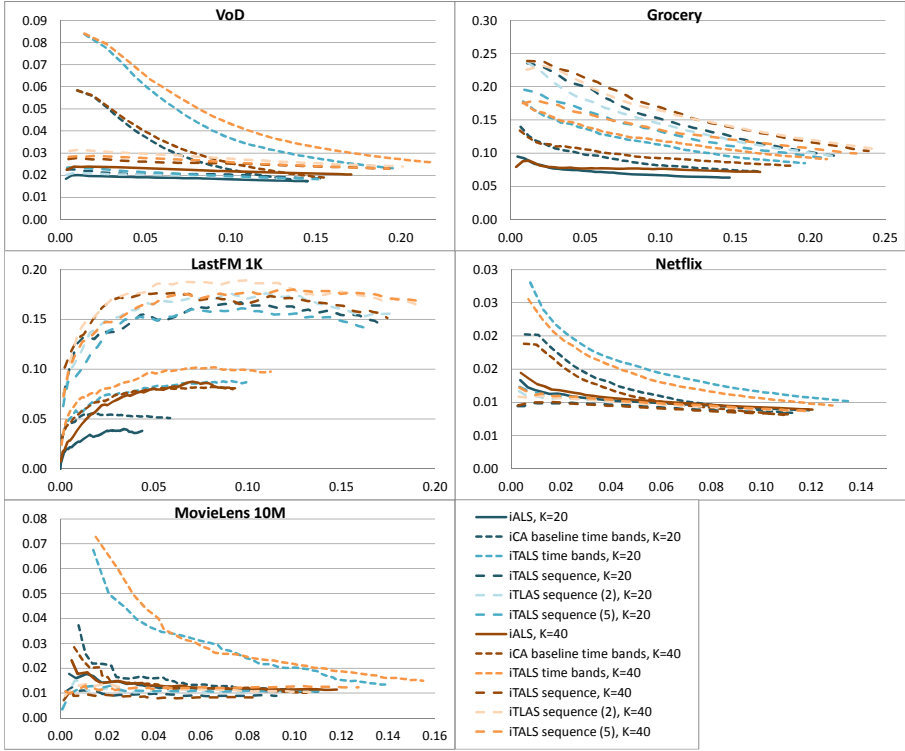 VoD
0.09
0.08
0.07
0.06
0.05
0.04
0.03
0.02
0.01
0.00
0.00 0.05 0.10 0.15 0.20
Grocery
0.30
0.25
0.20
0.15
0.10
0.05
0.00
0.00 0.05 0.10 0.15 0.20 0.25
LastFM 1K
0.20
0.15
0.10
0.05
0.00
0.00 0.05 0.10 0.15 0.20
Netflix
0.03
0.03
0.02
0.02
0.01
0.01
0.00
0.00 0.02 0.04 0.06 0.08 0.10 0.12 0.14
MovieLens 10M
0.08
0.07
0.06
0.05
0.04
0.03
0.02
0.01
0.00
0.00 0.02 0.04 0.06 0.08 0.10 0.12 0.14 0.16
iALS, K=20
iCA baseline time bands, K=20
iTALS time bands, K=20
iTALS sequence, K=20
iTLAS sequence (2), K=20
iTALS sequence (5), K=20
iALS, K=40
iCA baseline time bands, K=40
iTALS time bands, K=40
iTALS sequence, K=40
iTLAS sequence (2), K=40
iTALS sequence (5), K=40